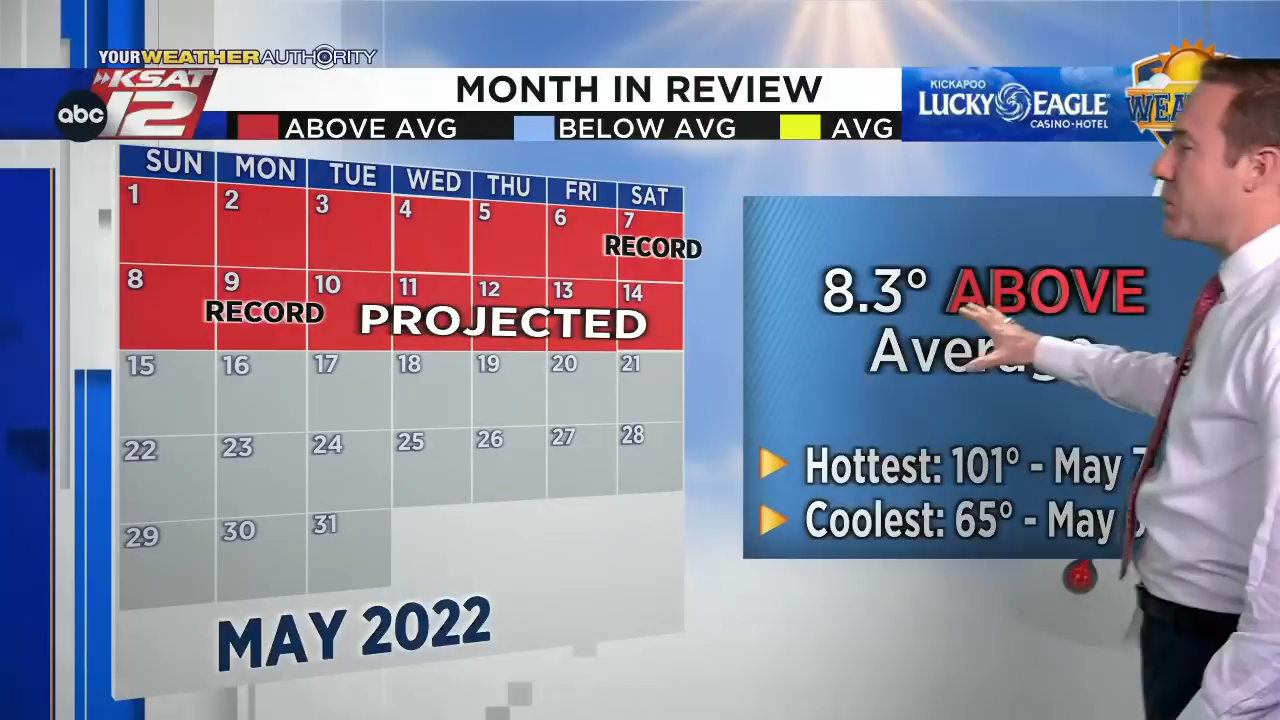 YOUR WEATHER AUTHORITY
abc
KSAT
12
MONTH IN REVIEW
ABOVE AVG BELOW AVG AVG
KICKAPOO
LUCKY EAGLE
CASINO•HOTEL
SUN MON TUE WED THU FRI SAT
1 2 3 4 5 6 7
RECORD
8 9 10 11 12 13 14
RECORD PROJECTED
15 16 17 18 19 20 21
22 23 24 25 26 27 28
29 30 31
MAY 2022
8.3° ABOVE
Average
Hottest: 101° - May 7
Coolest: 65° - May